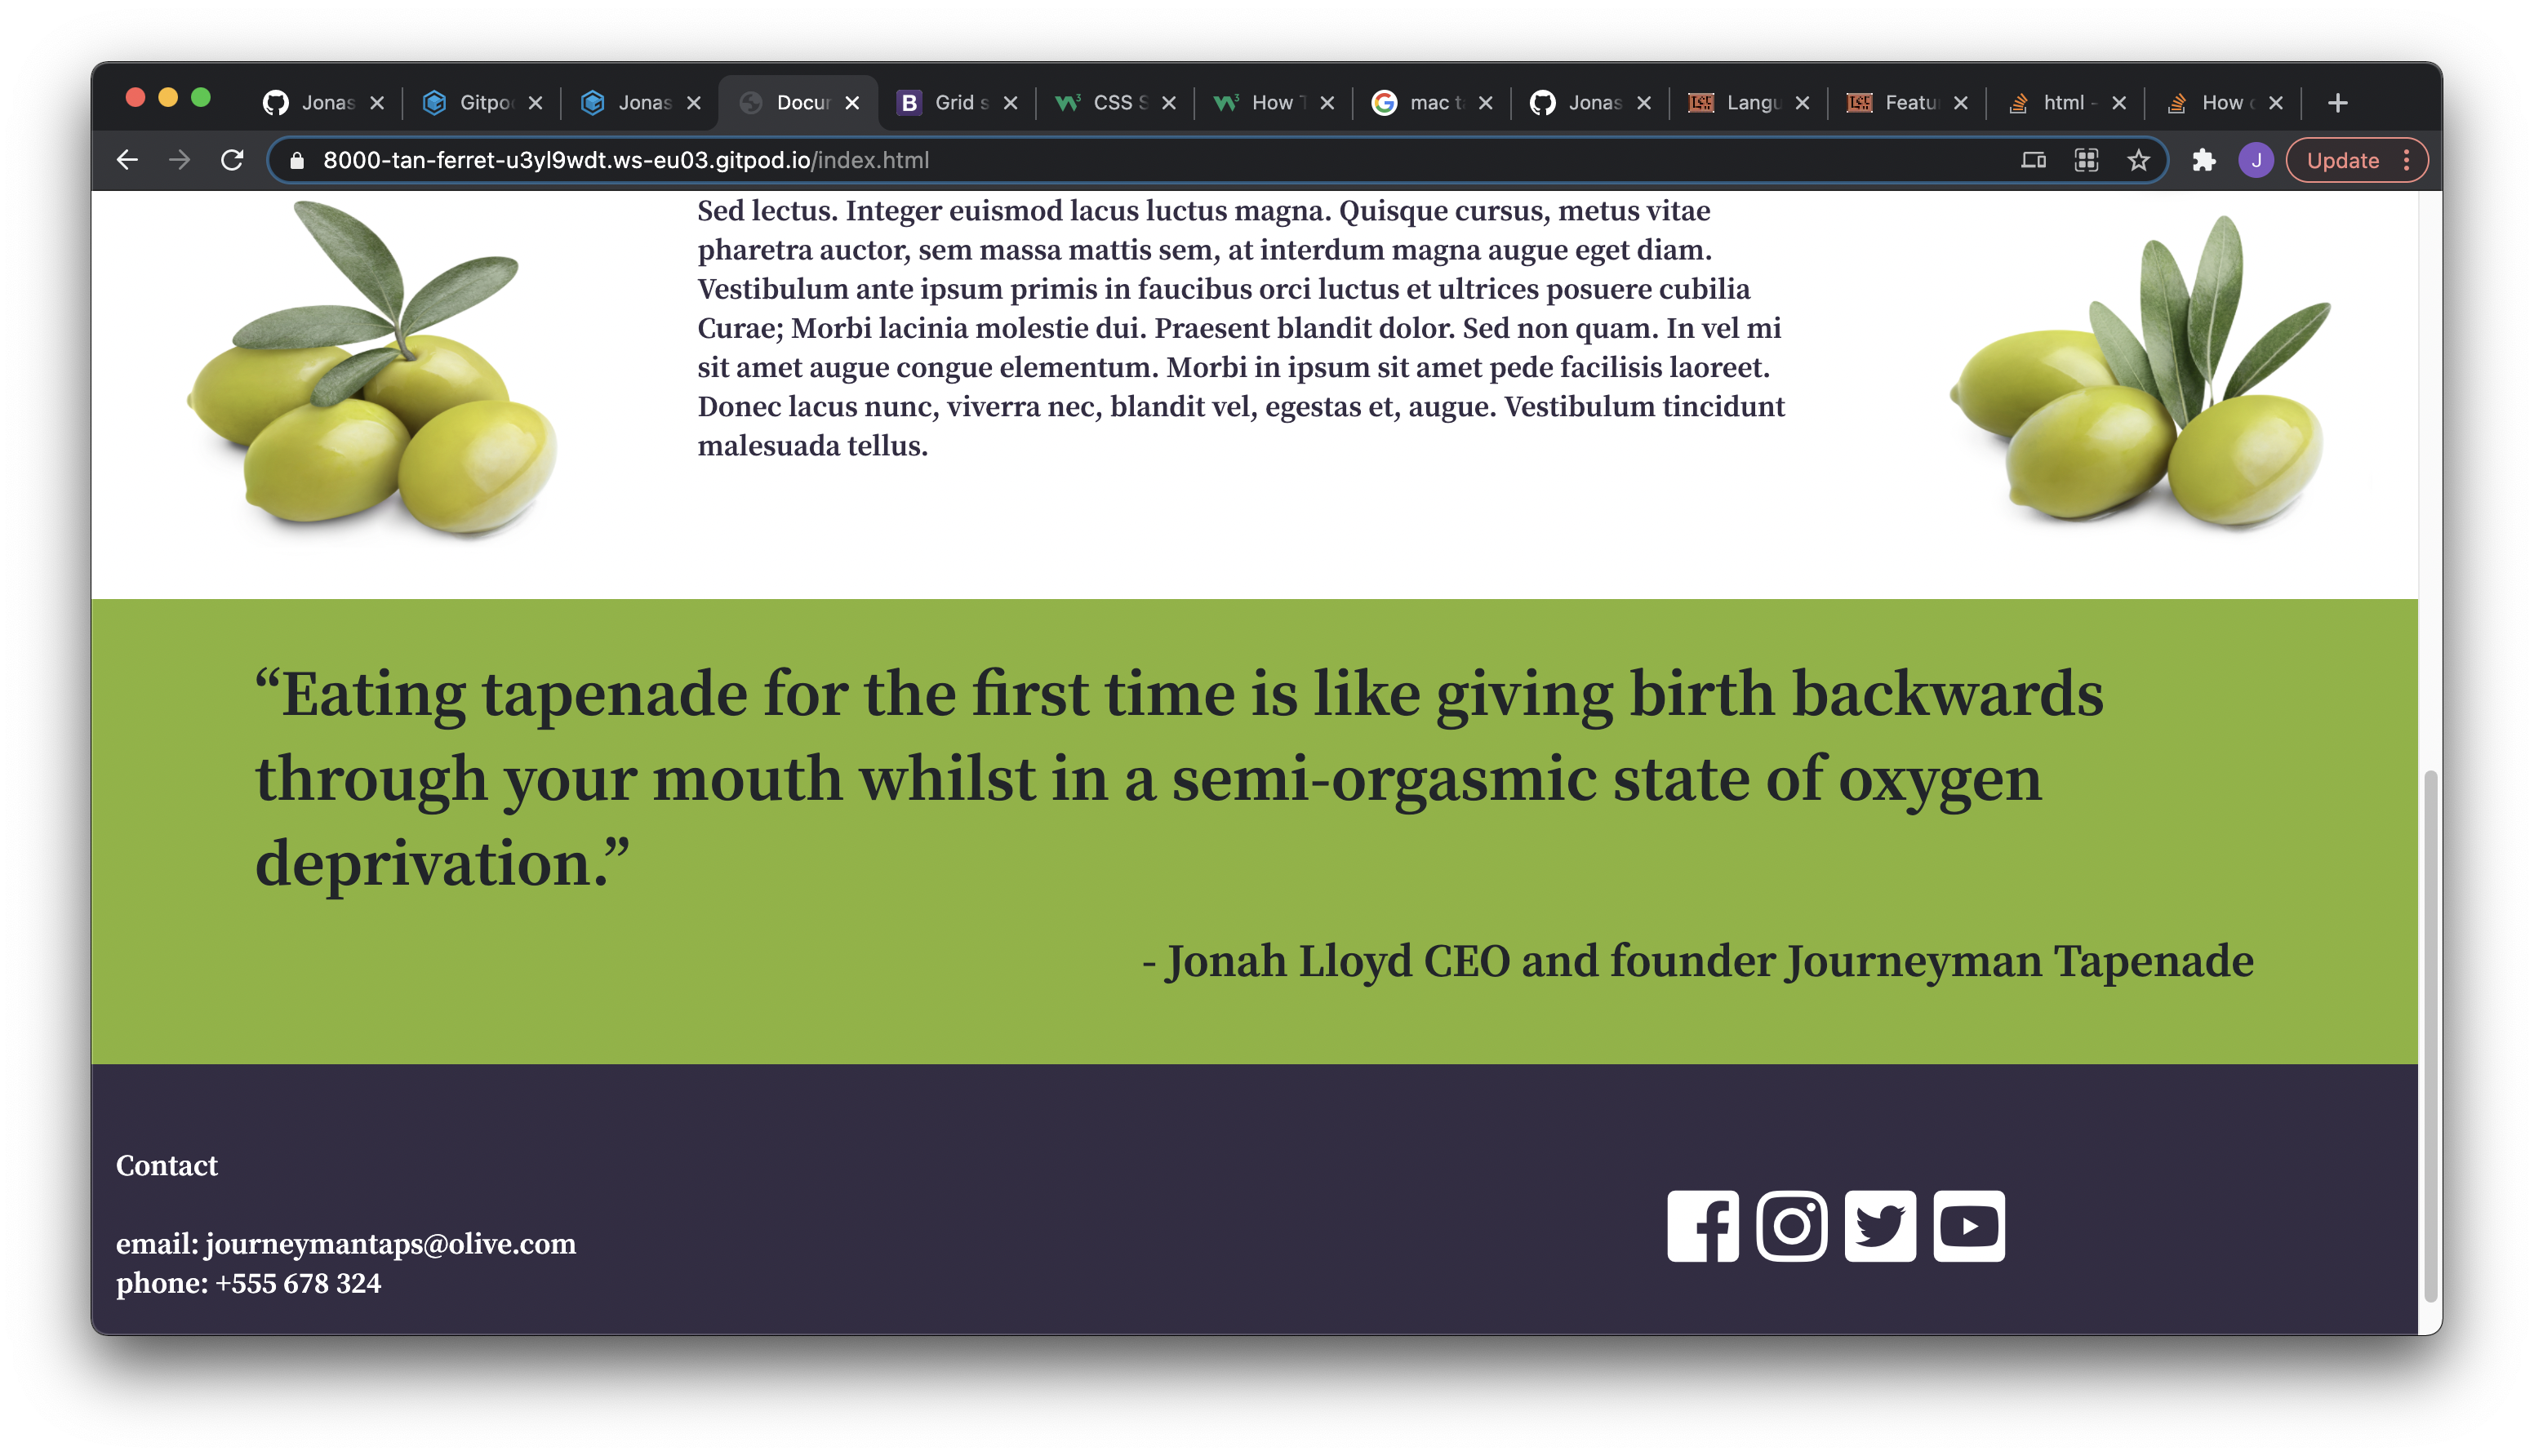 Jonas
Gitpo
Jonas
Docur
Grid s
CSS S
How T
mac t
Jonas
Langu
Featu
html -
How
8000-tan-ferret-u3yl9wdt.ws-eu03.gitpod.io/index.html
J
Update
Sed lectus. Integer euismod lacus luctus magna. Quisque cursus, metus vitae
pharetra auctor, sem massa mattis sem, at interdum magna augue eget diam.
Vestibulum ante ipsum primis in faucibus orci luctus et ultrices posuere cubilia
Curae; Morbi lacinia molestie dui. Praesent blandit dolor. Sed non quam. In vel mi
sit amet augue congue elementum. Morbi in ipsum sit amet pede facilisis laoreet.
Donec lacus nunc, viverra nec, blandit vel, egestas et, augue. Vestibulum tincidunt
malesuada tellus.
“Eating tapenade for the first time is like giving birth backwards
through your mouth whilst in a semi-orgasmic state of oxygen
deprivation.”
- Jonah Lloyd CEO and founder Journeyman Tapenade
Contact
email: journeymantaps@olive.com
phone: +555 678 324